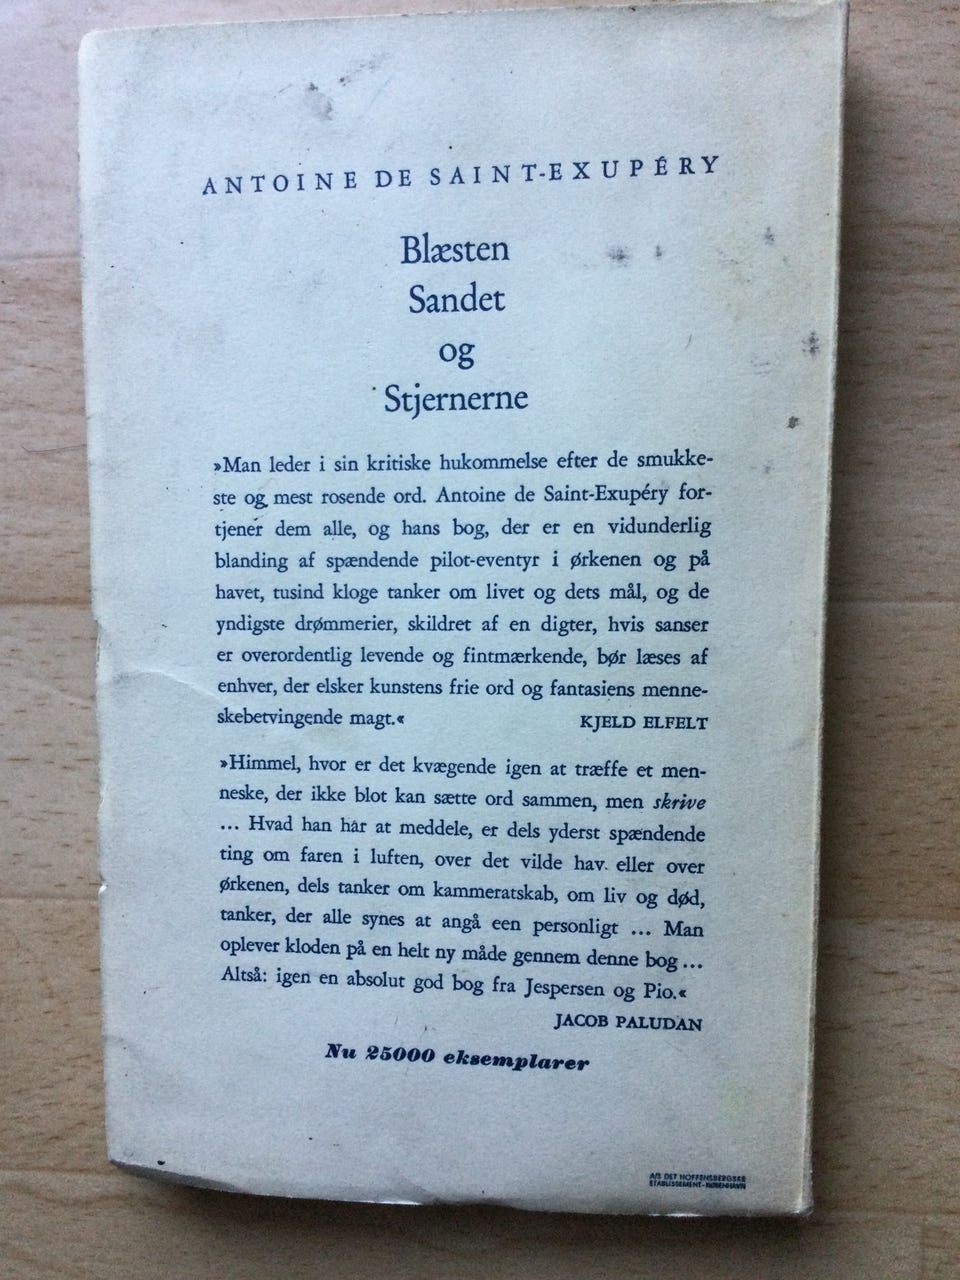 ANTOINE DE SAINT-EXUPÉRY
Blæsten
Sandet
og
Stjernerne
»Man leder i sin kritiske hukommelse efter de smukke-
ste og mest rosende ord. Antoine de Saint-Exupéry for-
tjener dem alle, og hans bog, der er en vidunderlig
blanding af spændende pilot-eventyr i ørkenen og på
havet, tusind kloge tanker om livet og dets mål, og de
yndigste drømmerier, skildret af en digter, hvis sanser
er overordentlig levende og fintmærkende, bør læses af
enhver, der elsker kunstens frie ord og fantasiens menne-
skebetvingende magt.« KJELD ELFELT
»Himmel, hvor er det kvægende igen at træffe et men-
neske, der ikke blot kan sætte ord sammen, men skrive
... Hvad han har at meddele, er dels yderst spændende
ting om faren i luften, over det vilde hav eller over
ørkenen, dels tanker om kammeratskab, om liv og død,
tanker, der alle synes at angå een personligt ... Man
oplever kloden på en helt ny måde gennem denne bog ...
Altså: igen en absolut god bog fra Jespersen og Pio.«
JACOB PALUDAN
Nu 25000 eksemplarer
A/S DET HOFFENSBERGSKE
ETABLISSEMENT - KØBENHAVN